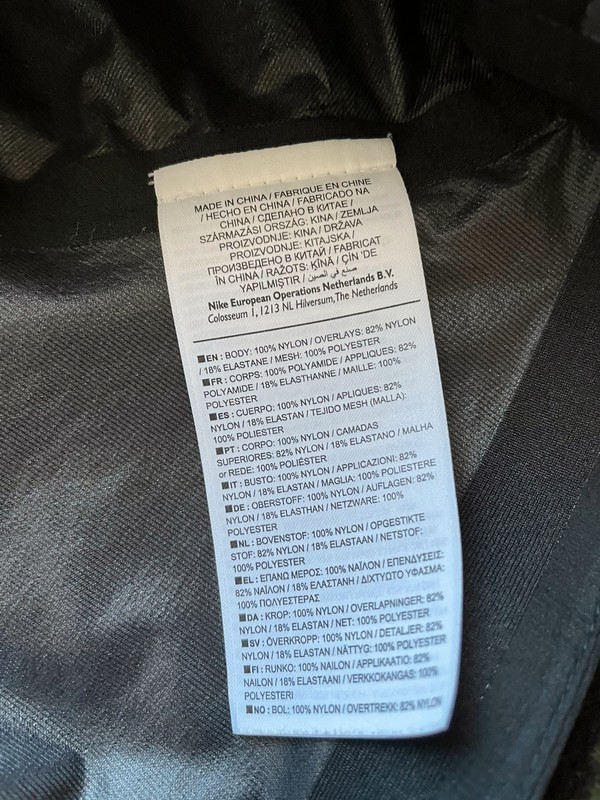 MADE IN CHINA / FABRIQUE EN CHINE
/ HECHO EN CHINA / FABRICADO NA
CHINA / СДЕЛАНО В КИТАЕ /
SZÁRMAZÁSI ORSZÁG: KÍNA / ZEMLJA
PROIZVODNJE: KINA / DRŽAVA
PROIZVODNJE: KITAJSKA /
ПРОИЗВЕДЕНО В КИТАЙ / FABRICAT
ÎN CHINA / RAŽOTS: ĶĪNĀ / ÇİN 'DE
YAPILMIŞTIR / صنع في الصين
Nike European Operations Netherlands B.V.
Colosseum 1, 1213 NL Hilversum, The Netherlands
■EN : BODY: 100% NYLON / OVERLAYS: 82% NYLON
/ 18% ELASTANE / MESH: 100% POLYESTER
■FR : CORPS: 100% POLYAMIDE / APPLIQUES: 82%
POLYAMIDE / 18% ELASTHANNE / MAILLE: 100%
POLYESTER
■ES : CUERPO: 100% NYLON / APLIQUES: 82%
NYLON / 18% ELASTAN / TEJIDO MESH (MALLA):
100% POLIESTER
■PT : CORPO: 100% NYLON / CAMADAS
SUPERIORES: 82% NYLON / 18% ELASTANO / MALHA
or REDE: 100% POLIÉSTER
■IT : BUSTO: 100% NYLON / APPLICAZIONI: 82%
NYLON / 18% ELASTAN / MAGLIA: 100% POLIESTERE
■DE : OBERSTOFF: 100% NYLON / AUFLAGEN: 82%
NYLON / 18% ELASTHAN / NETZWARE: 100%
POLYESTER
■NL : BOVENSTOF: 100% NYLON / OPGESTIKTE
STOF: 82% NYLON / 18% ELASTAAN / NETSTOF:
100% POLYESTER
■EL : ΕΠΑΝΩ ΜΕΡΟΣ: 100% ΝΑΪΛΟΝ / ΕΠΕΝΔΥΣΕΙΣ:
82% ΝΑΪΛΟΝ / 18% ΕΛΑΣΤΑΝΗ / ΔΙΧΤΥΩΤΟ ΥΦΑΣΜΑ:
100% ΠΟΛΥΕΣΤΕΡΑΣ
■DA : KROP: 100% NYLON / OVERLAPNINGER: 82%
NYLON / 18% ELASTAN / NET: 100% POLYESTER
■SV : ÖVERKROPP: 100% NYLON / DETALJER: 82%
NYLON / 18% ELASTAN / NÄTTYG: 100% POLYESTER
■FI : RUNKO: 100% NAILON / APPLIKAATIO: 82%
NAILON / 18% ELASTAANI / VERKKOKANGAS: 100%
POLYESTERI
■NO : BOL: 100% NYLON / OVERTREKK: 82% NYLON